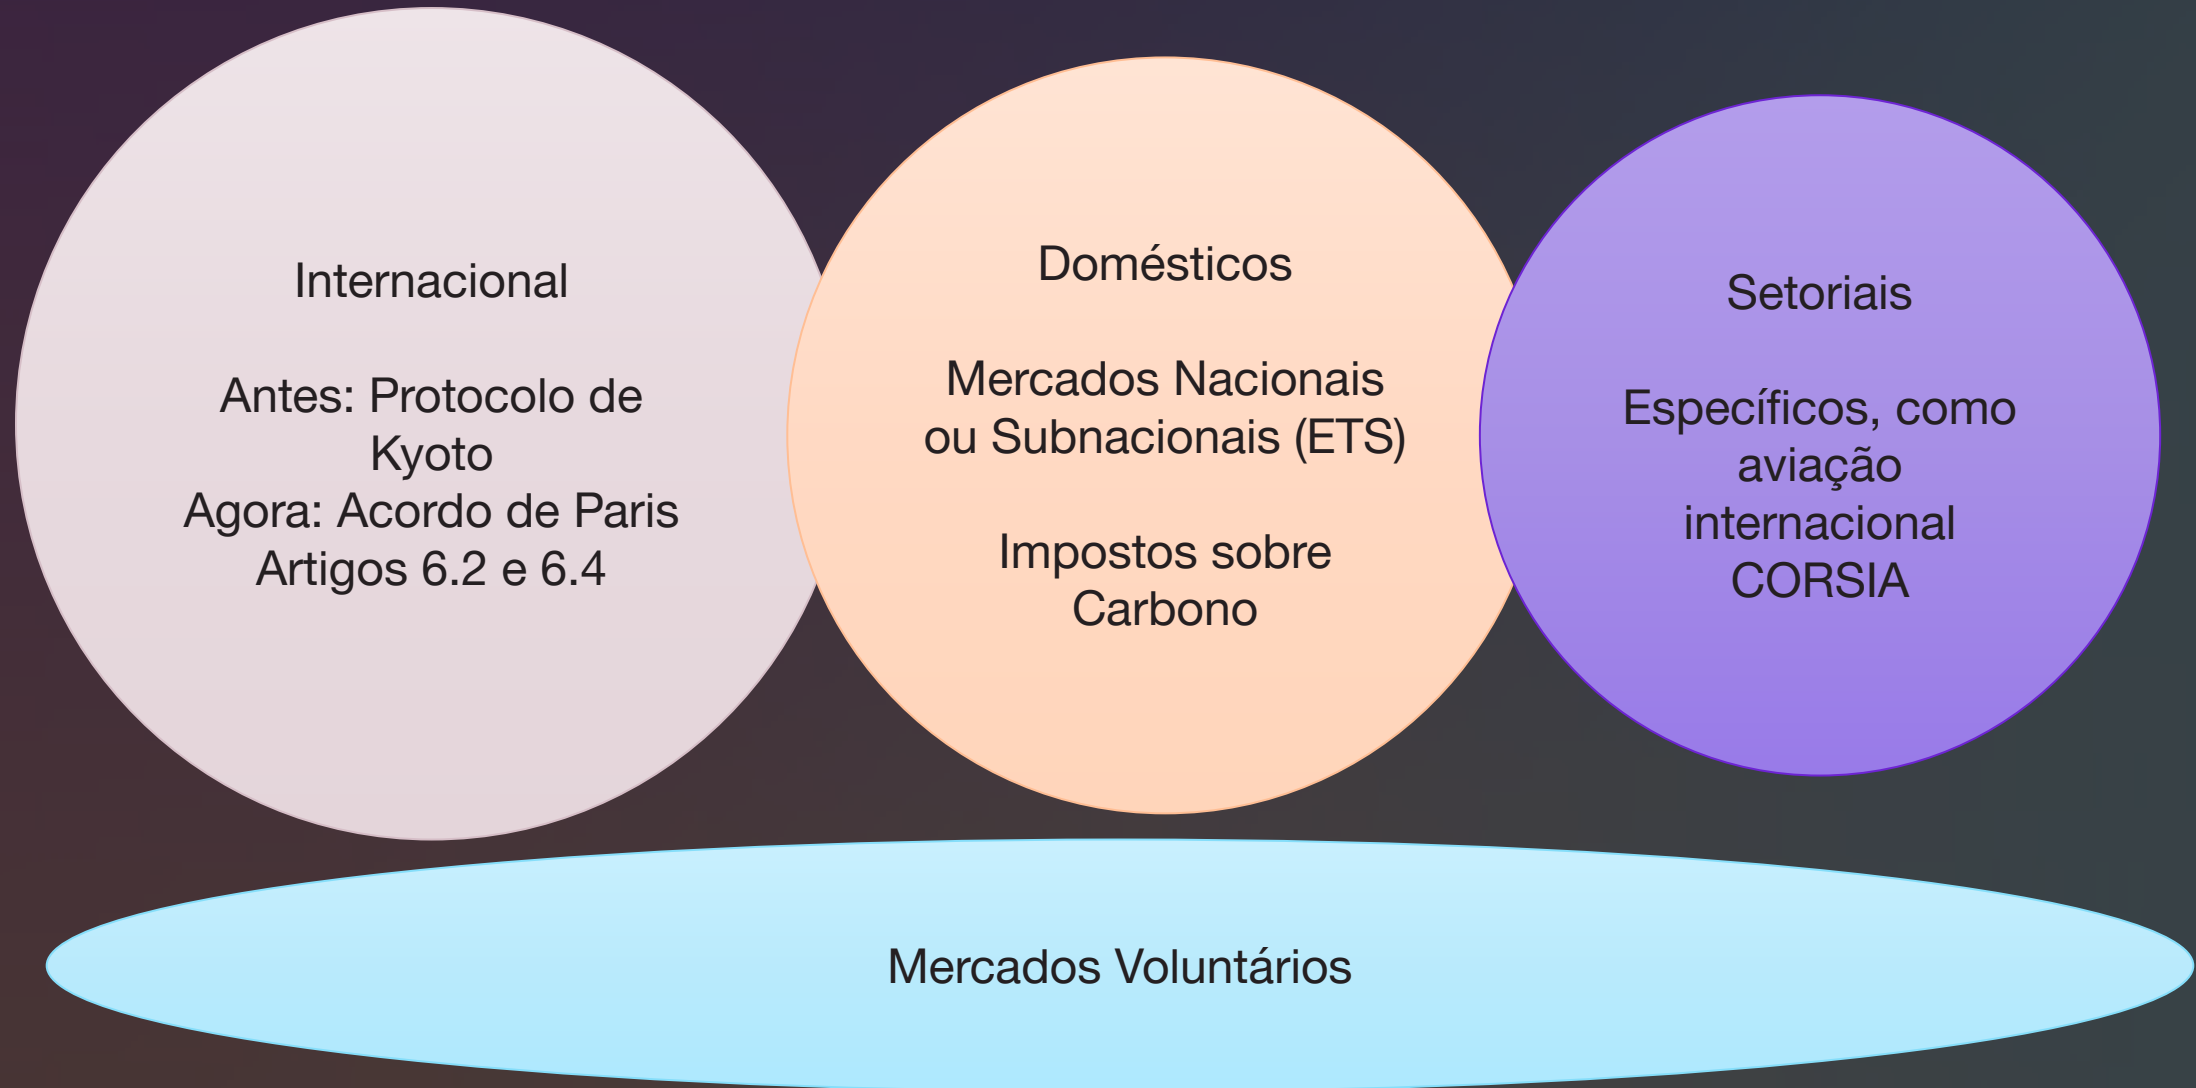 Internacional
Antes: Protocolo de
Kyoto
Agora: Acordo de Paris
Artigos 6.2 e 6.4
Domésticos
Mercados Nacionais
ou Subnacionais (ETS)
Impostos sobre
Carbono
Setoriais
Específicos, como
aviação
internacional
CORSIA
Mercados Voluntários